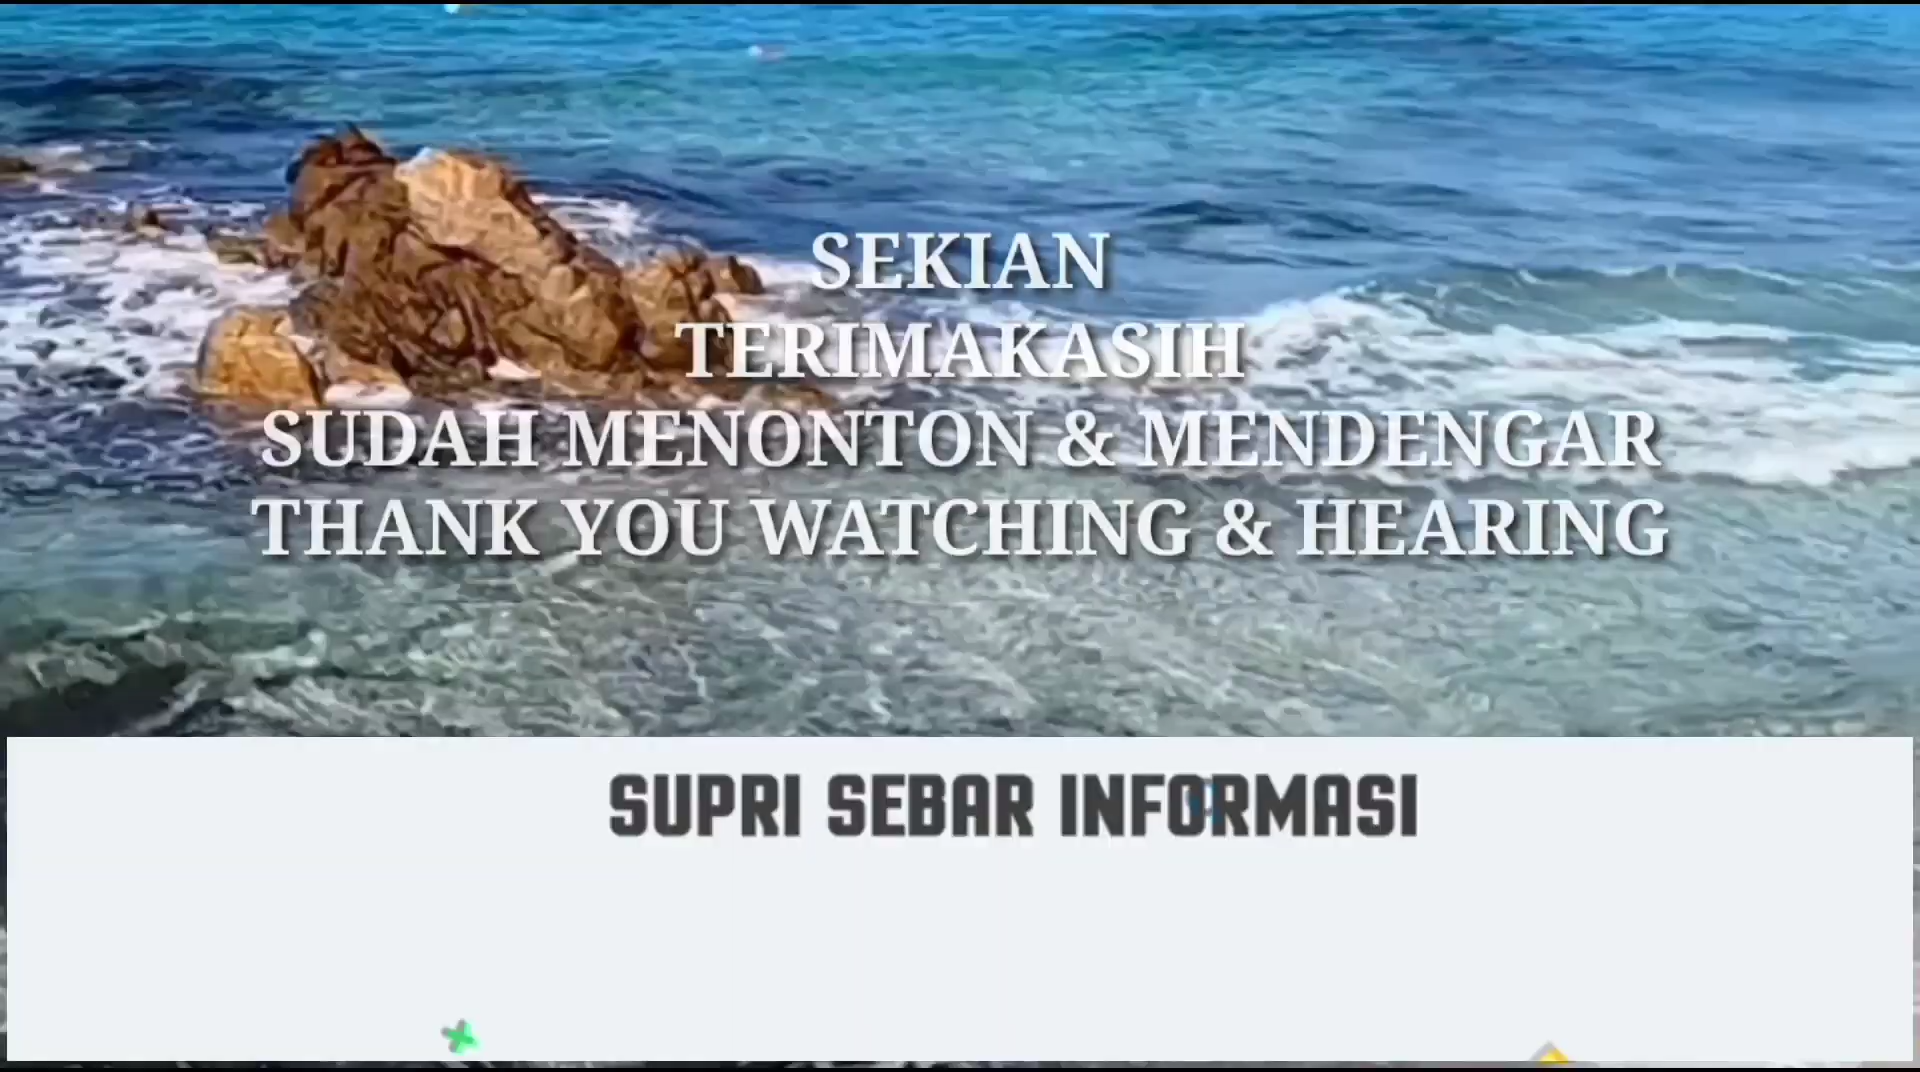 SEKIAN
TERIMAKASIH
SUDAH MENONTON & MENDENGAR
THANK YOU WATCHING & HEARING
SUPRI SEBAR INFORMASI